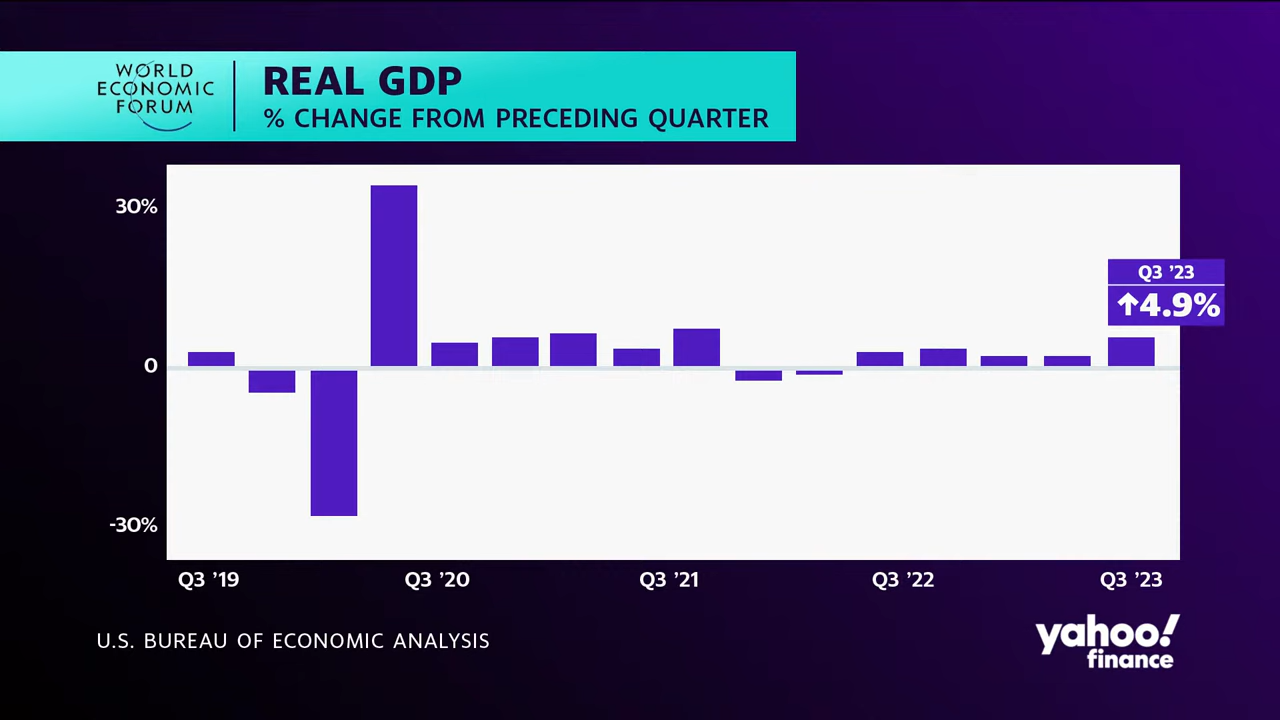 WORLD
ECONOMIC
FORUM
REAL GDP
% CHANGE FROM PRECEDING QUARTER
30%
0
-30%
Q3 ’23
↑4.9%
Q3 ’19
Q3 ’20
Q3 ’21
Q3 ’22
Q3 ’23
U.S. BUREAU OF ECONOMIC ANALYSIS
yahoo!
finance